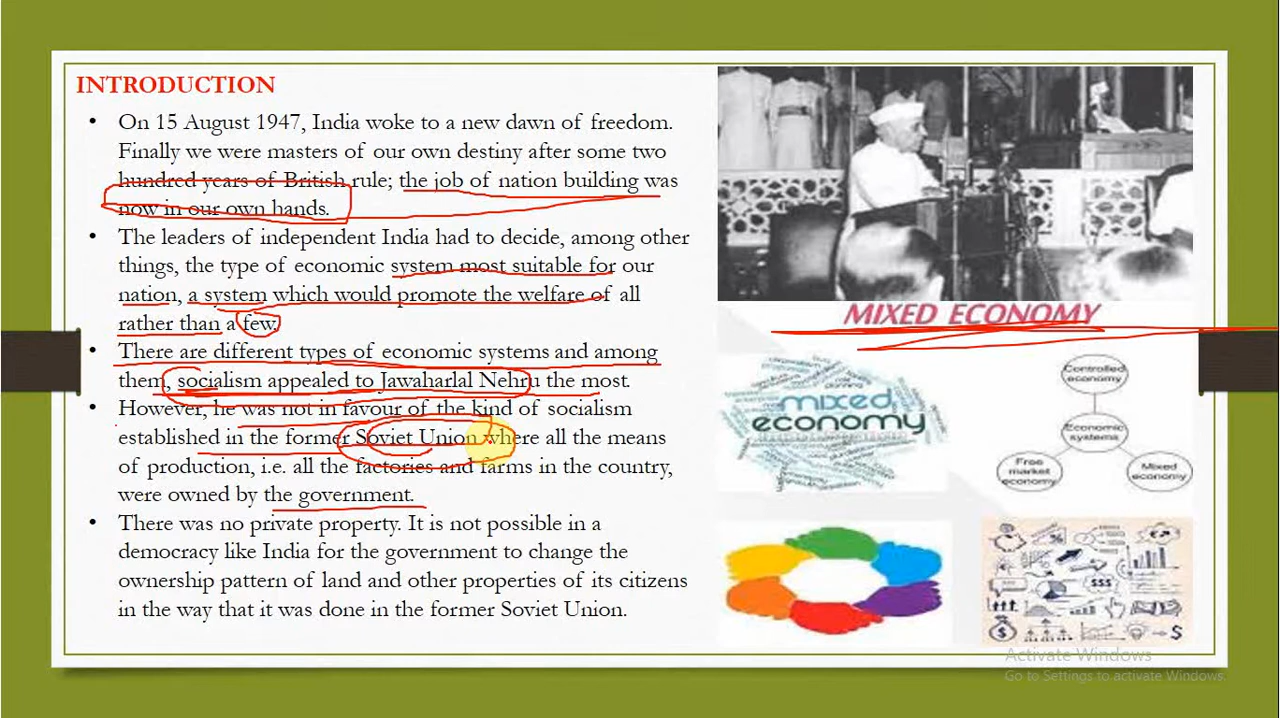 INTRODUCTION
• On 15 August 1947, India woke to a new dawn of freedom.
Finally we were masters of our own destiny after some two
hundred years of British rule; the job of nation building was
now in our own hands.
• The leaders of independent India had to decide, among other
things, the type of economic system most suitable for our
nation, a system which would promote the welfare of all
rather than a few.
• There are different types of economic systems and among
them, socialism appealed to Jawaharlal Nehru the most.
• However, he was not in favour of the kind of socialism
established in the former Soviet Union where all the means
of production, i.e. all the factories and farms in the country,
were owned by the government.
• There was no private property. It is not possible in a
democracy like India for the government to change the
ownership pattern of land and other properties of its citizens
in the way that it was done in the former Soviet Union.
MIXED ECONOMY
mixed
economy
Controlled
economy
Economic
systems
Free
market
economy
Mixed
economy
$$$
$
$
Activate Windows
Go to Settings to activate Windows.